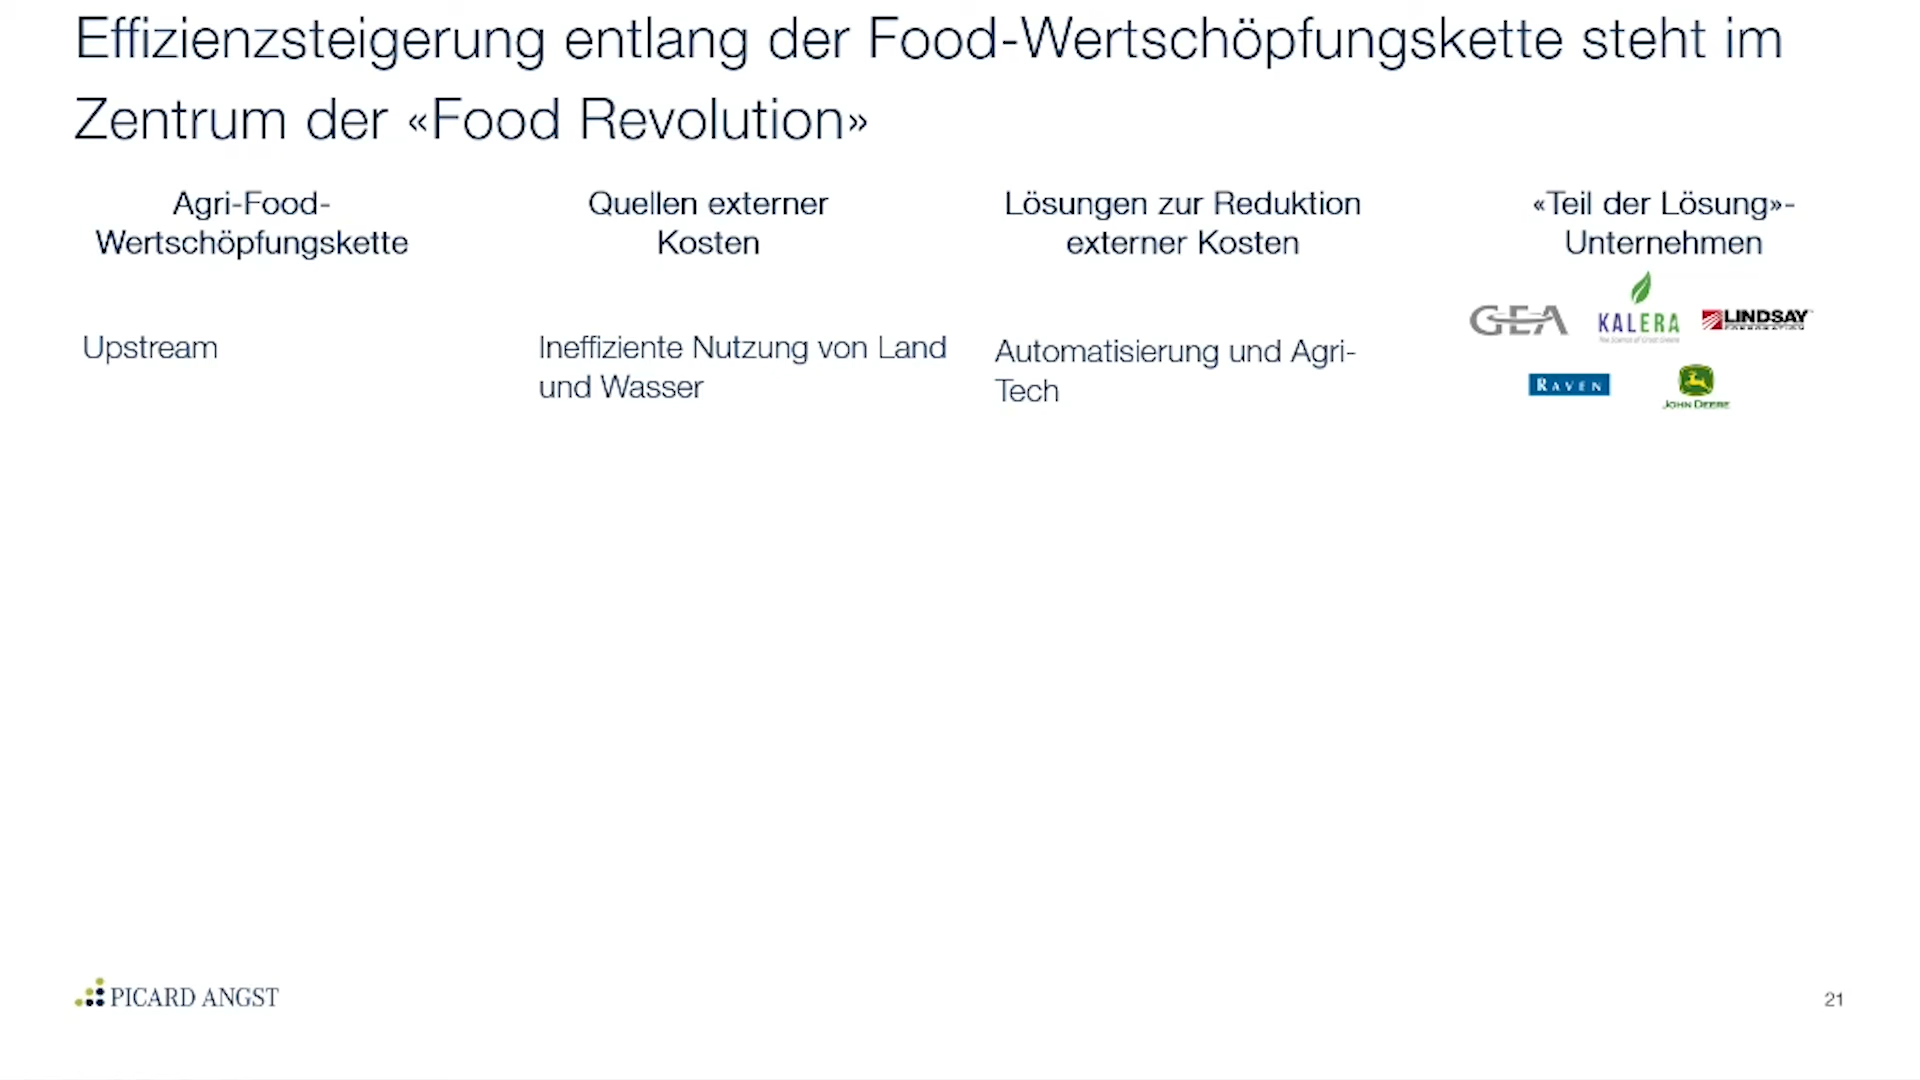 Effizienzsteigerung entlang der Food-Wertschöpfungskette steht im
Zentrum der «Food Revolution»
Agri-Food-
Wertschöpfungskette
Quellen externer
Kosten
Lösungen zur Reduktion
externer Kosten
«Teil der Lösung»-
Unternehmen
Upstream
Ineffiziente Nutzung von Land
und Wasser
Automatisierung und Agri-
Tech
GEA
KALERA
LINDSAY
RAVEN
JOHN DEERE
PICARD ANGST
21